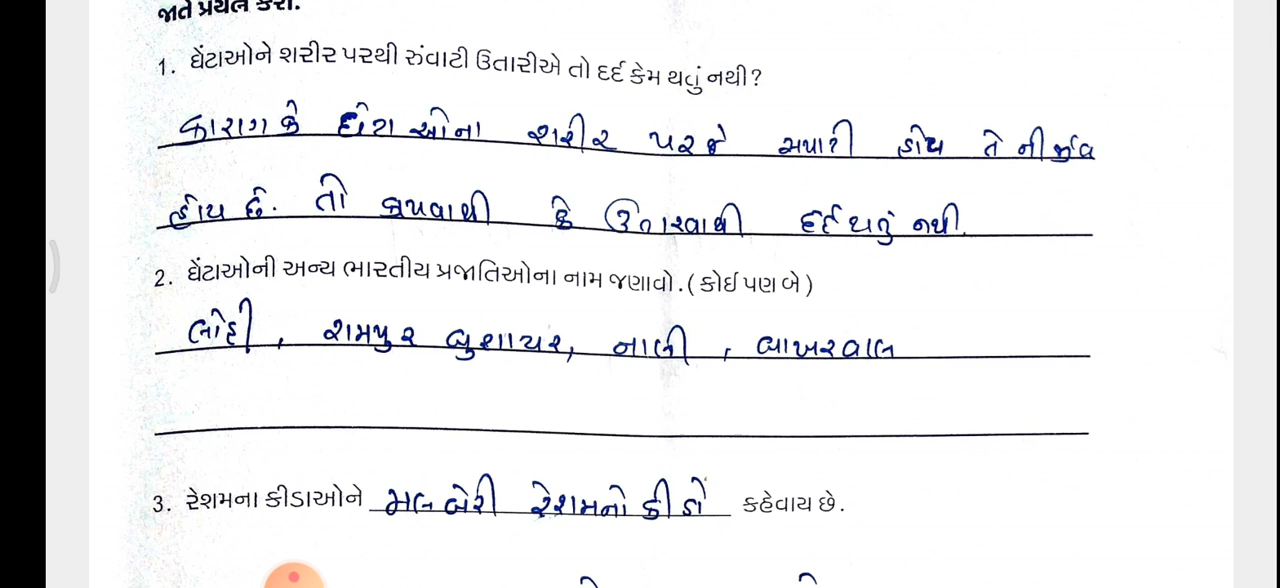 જાતે પ્રયત્ન કરો.
1. ઘેંટાઓને શરીર પરથી રુંવાટી ઉતારીએ તો દર્દ કેમ થતું નથી?
કારણ કે ઘેટા ઓના શરીર પર જે સપાટી હોય તે નીર્જીવ
હોય છે. તો કાપવાથી કે ઉતારવાથી દર્દ થતું નથી.
2. ઘેંટાઓની અન્ય ભારતીય પ્રજાતિઓના નામ જણાવો.(કોઈ પણ બે)
લોહી, રામપુર બુશાયર, નાલી, બાખરવાલ
3. રેશમના કીડાઓને મલબેરી રેશમનો કીડો કહેવાય છે.